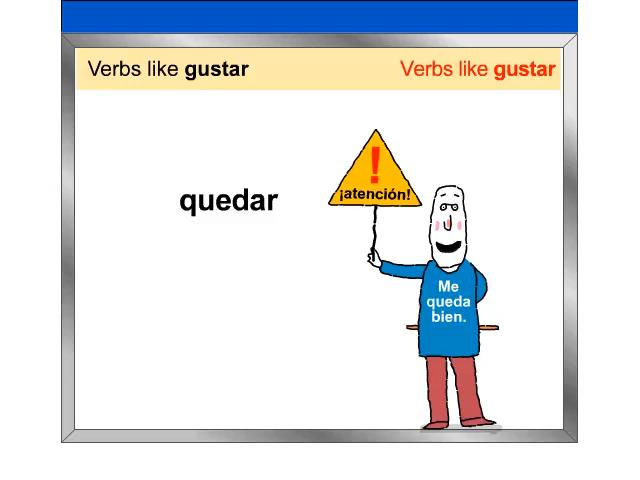 Verbs like gustar
Verbs like gustar
!
¡atención!
quedar
Me
queda
bien.